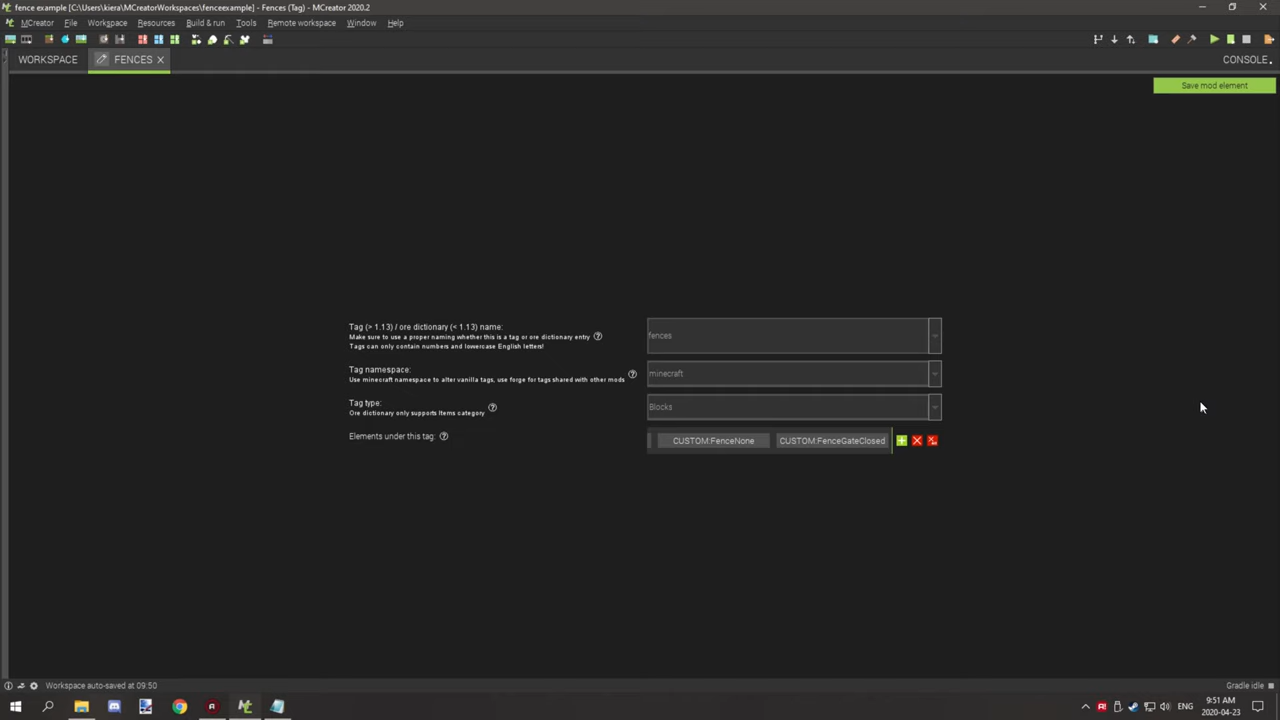 fence example [C:\Users\kiera\MCreatorWorkspaces\fenceexample] - Fences (Tag) - MCreator 2020.2
MCreator File Workspace Resources Build & run Tools Remote workspace Window Help
WORKSPACE FENCES CONSOLE
Save mod element
Tag (> 1.13) / ore dictionary (< 1.13) name:
Make sure to use a proper naming whether this is a tag or ore dictionary entry
Tags can only contain numbers and lowercase English letters!
fences
Tag namespace:
Use minecraft namespace to alter vanilla tags, use forge for tags shared with other mods
minecraft
Tag type:
Ore dictionary only supports Items category
Blocks
Elements under this tag:
CUSTOM:FenceNone CUSTOM:FenceGateClosed
Workspace auto-saved at 09:50 Gradle idle
ENG
9:51 AM
2020-04-23